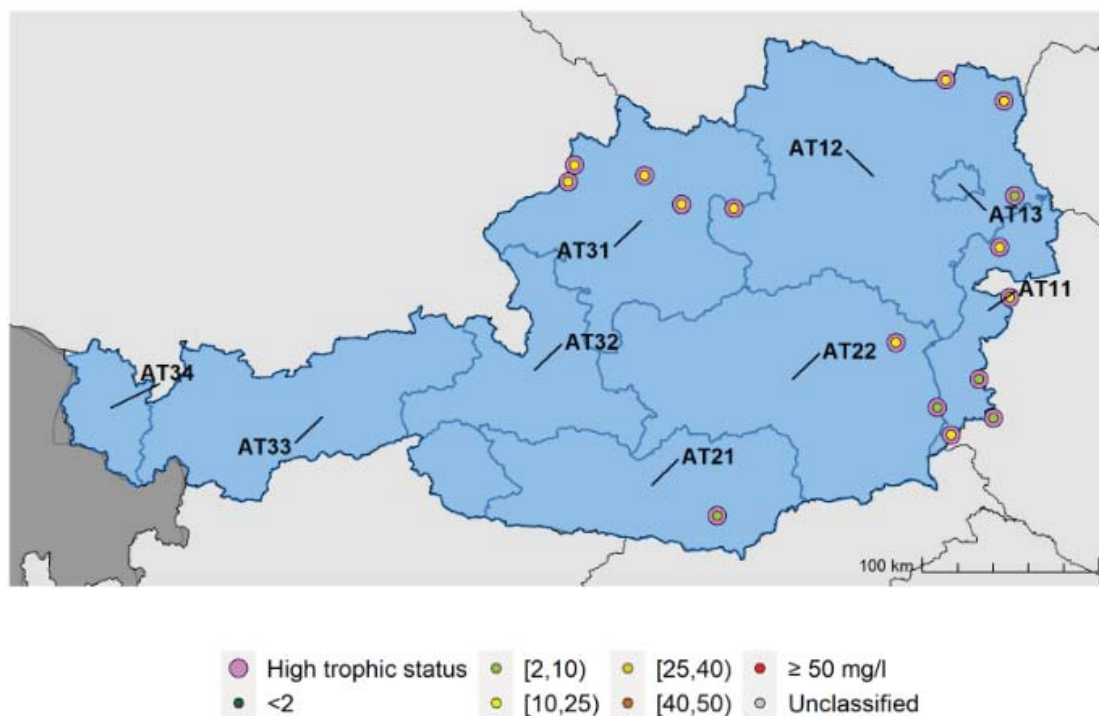 AT12
AT13
AT31
AT11
AT32
AT22
AT34
AT33
AT21
100 km
High trophic status
[2,10)
[25,40)
≥ 50 mg/l
<2
[10,25)
[40,50)
Unclassified